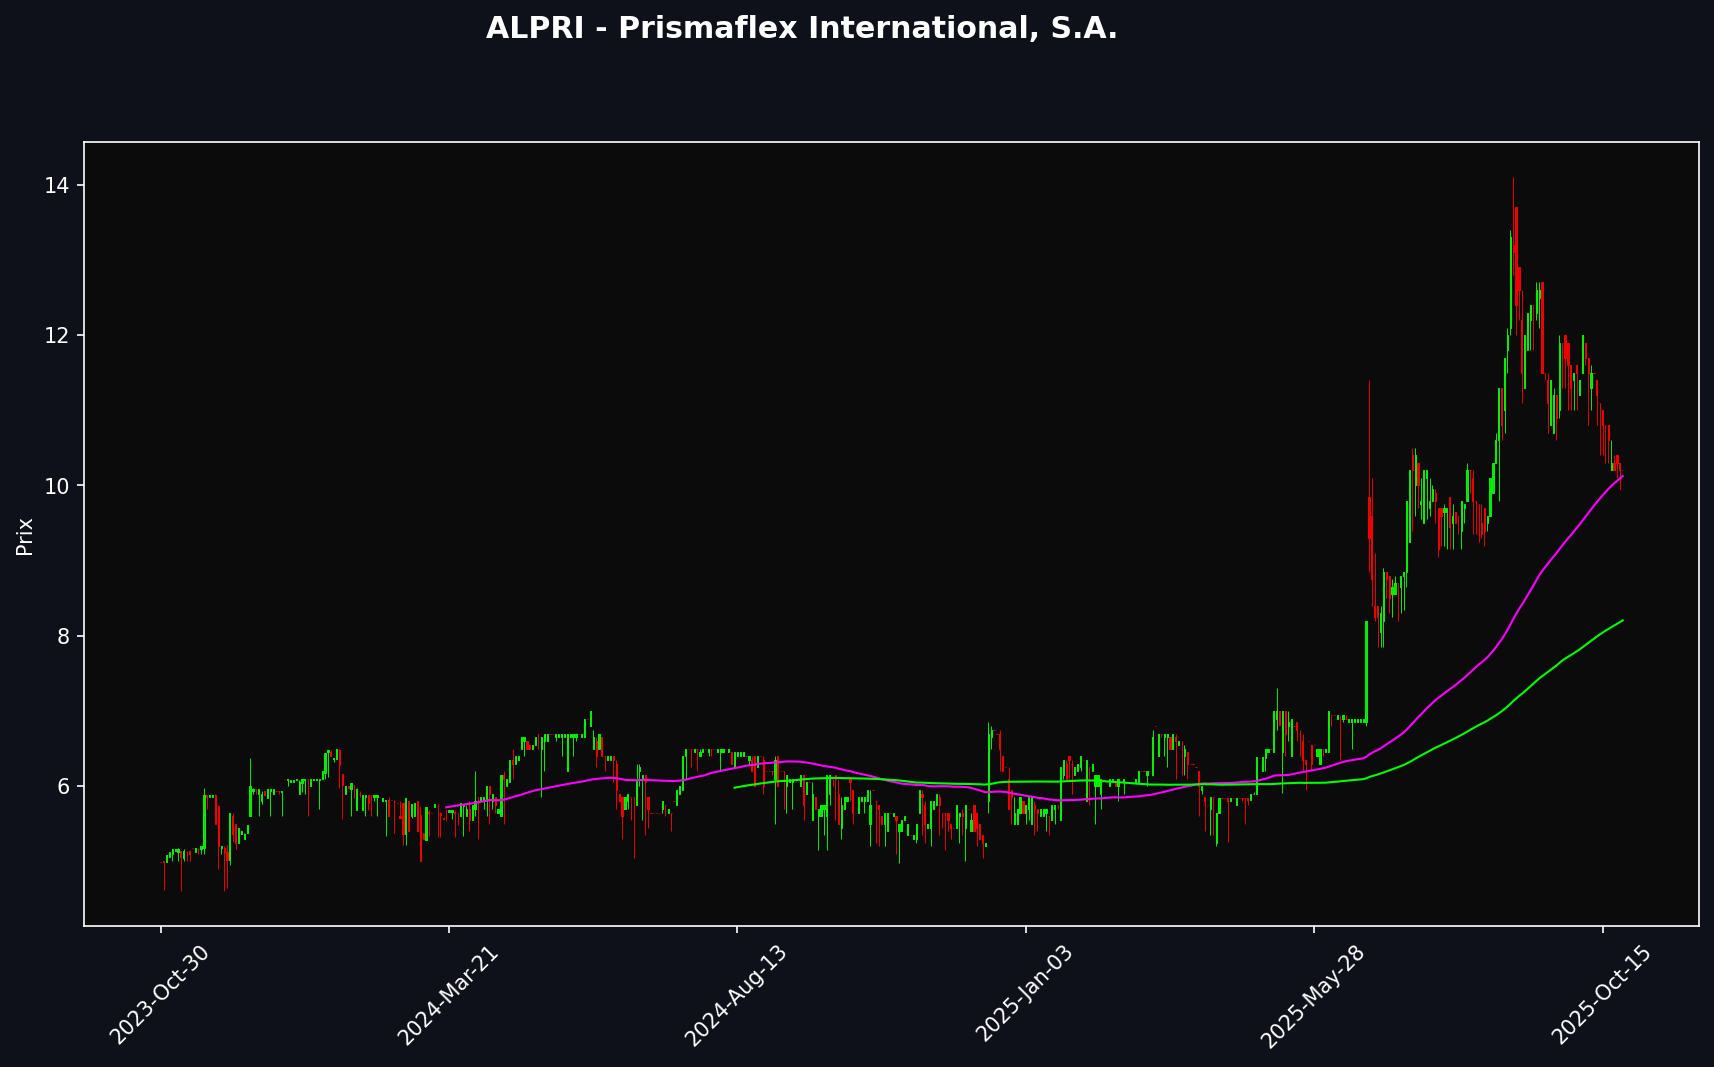 ALPRI - Prismaflex International, S.A.
Prix
14
12
10
8
6
2023-Oct-30
2024-Mar-21
2024-Aug-13
2025-Jan-03
2025-May-28
2025-Oct-15